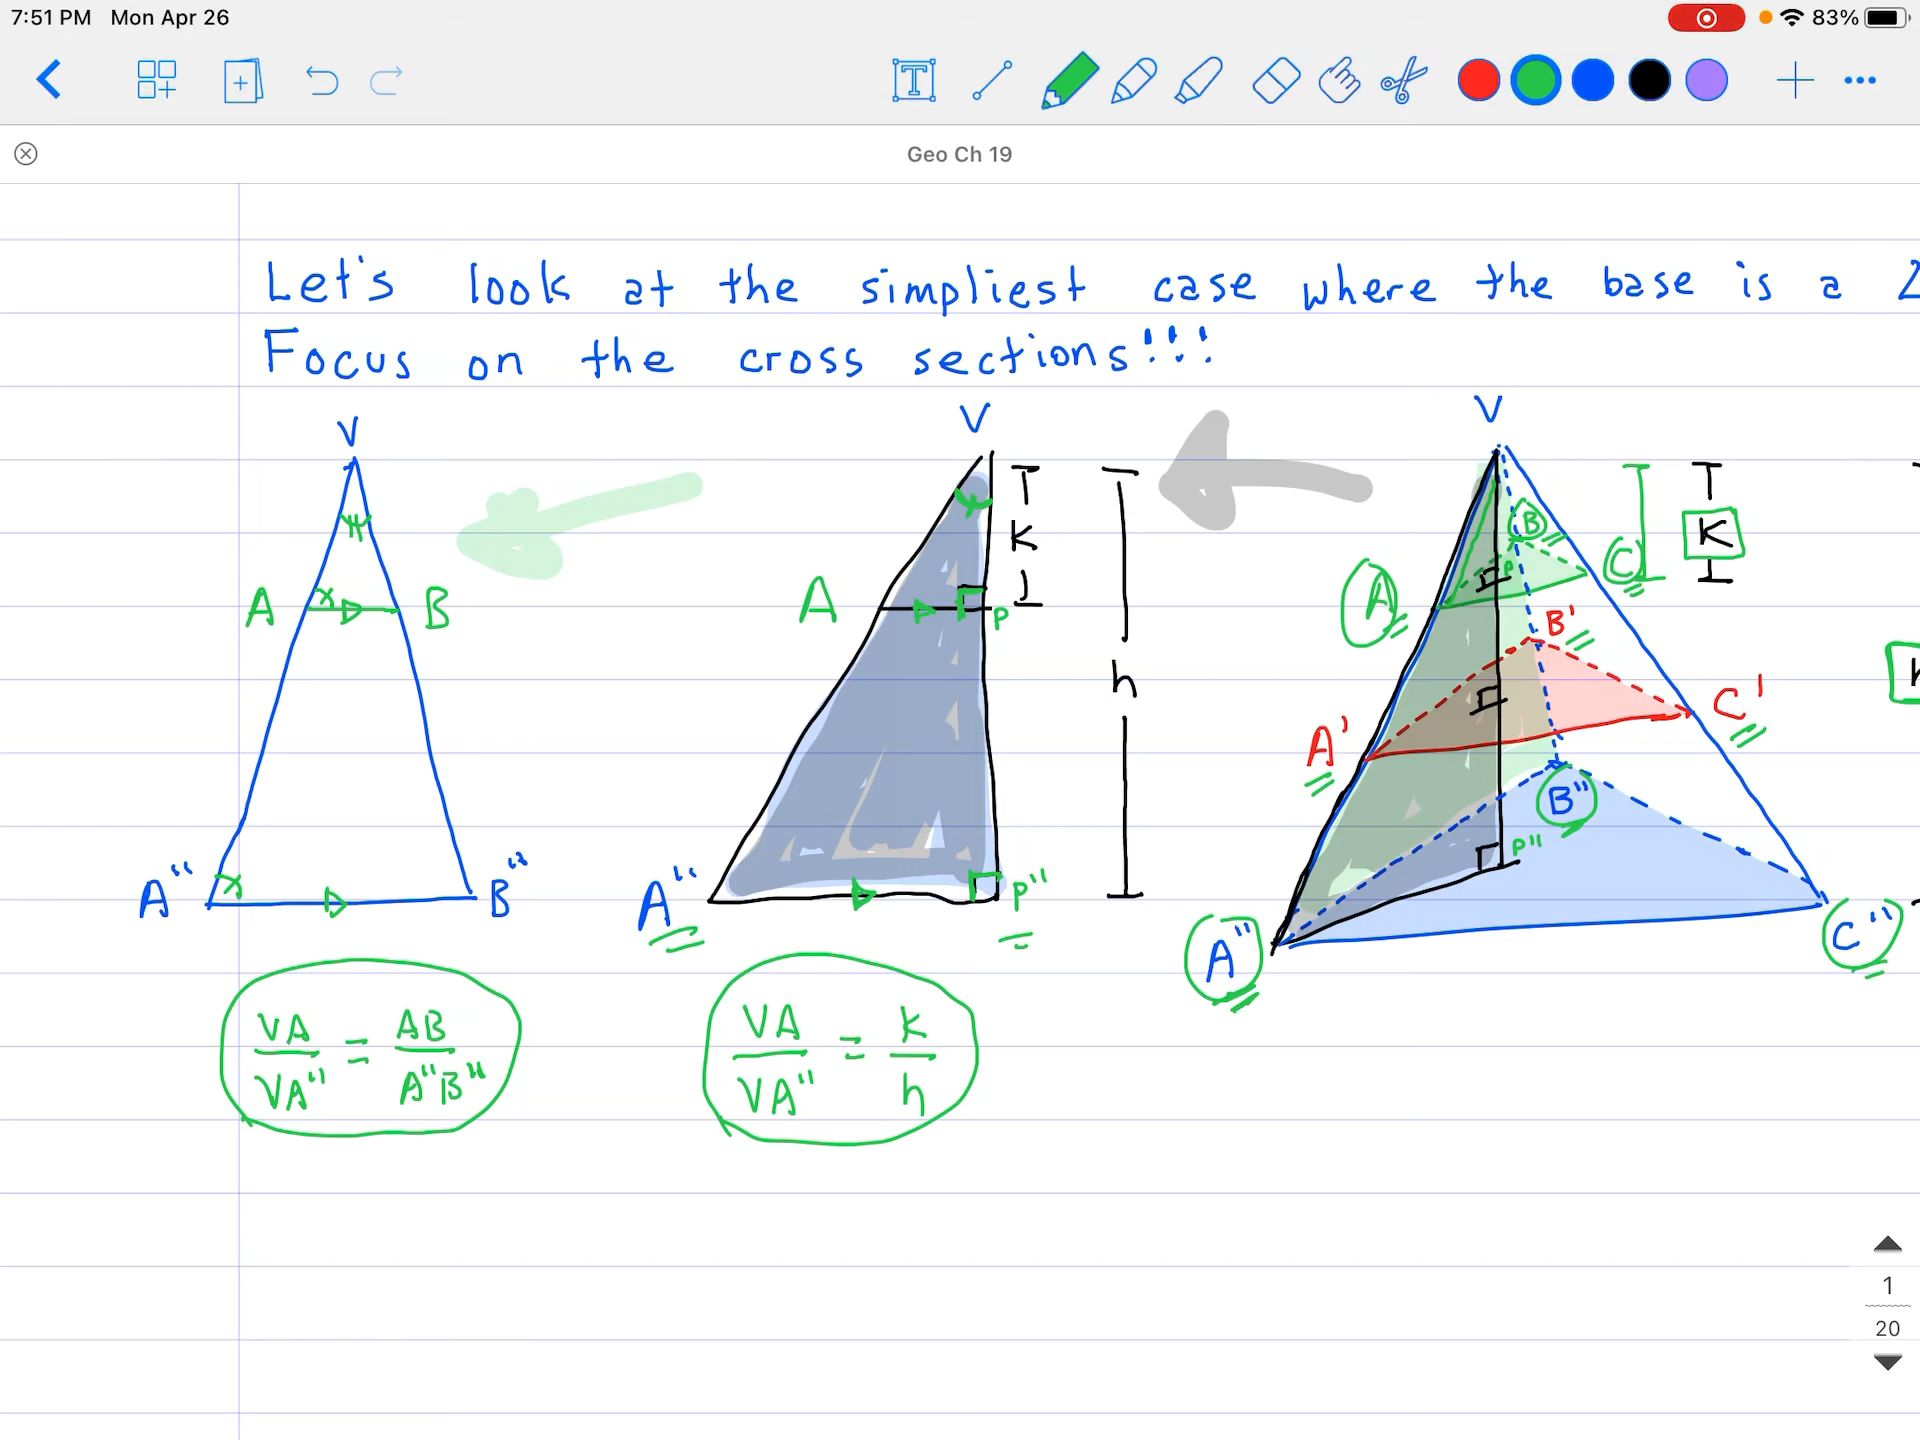 7:51 PM Mon Apr 26
83%
T
Geo Ch 19
Let's look at the simpliest case where the base is a
Focus on the cross sections!!!
V
V
V
A
B
A
P
K
h
A
B
C
P
K
B'
A'
C'
B"
P"
A"
B"
A"
P"
A"
C"
VA/VA" = AB/A"B"
VA/VA" = K/h
1
20